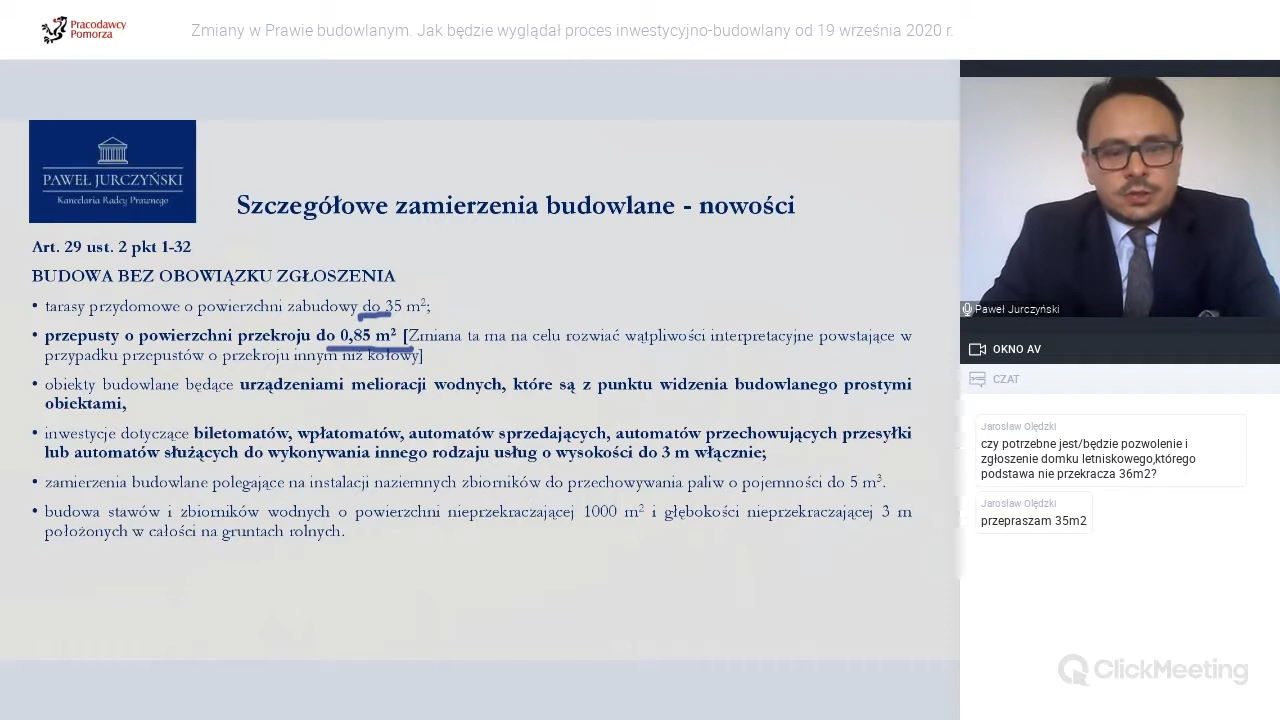 Pracodawcy
Pomorza
Zmiany w Prawie budowlanym. Jak będzie wyglądał proces inwestycyjno-budowlany od 19 września 2020 r.
PAWEŁ JURCZYŃSKI
Kancelaria Radcy Prawnego
Szczegółowe zamierzenia budowlane - nowości
Art. 29 ust. 2 pkt 1-32
BUDOWA BEZ OBOWIĄZKU ZGŁOSZENIA
• tarasy przydomowe o powierzchni zabudowy do 35 m²;
• przepusty o powierzchni przekroju do 0,85 m² [Zmiana ta ma na celu rozwiać wątpliwości interpretacyjne powstające w
przypadku przepustów o przekroju innym niż kołowy]
• obiekty budowlane będące urządzeniami melioracji wodnych, które są z punktu widzenia budowlanego prostymi
obiektami,
• inwestycje dotyczące biletomatów, wpłatomatów, automatów sprzedających, automatów przechowujących przesyłki
lub automatów służących do wykonywania innego rodzaju usług o wysokości do 3 m włącznie;
• zamierzenia budowlane polegające na instalacji naziemnych zbiorników do przechowywania paliw o pojemności do 5 m³.
• budowa stawów i zbiorników wodnych o powierzchni nieprzekraczającej 1000 m² i głębokości nieprzekraczającej 3 m
położonych w całości na gruntach rolnych.
Paweł Jurczyński
OKNO AV
CZAT
Jarosław Olędzki
czy potrzebne jest/będzie pozwolenie i
zgłoszenie domku letniskowego,którego
podstawa nie przekracza 36m2?
Jarosław Olędzki
przepraszam 35m2
ClickMeeting